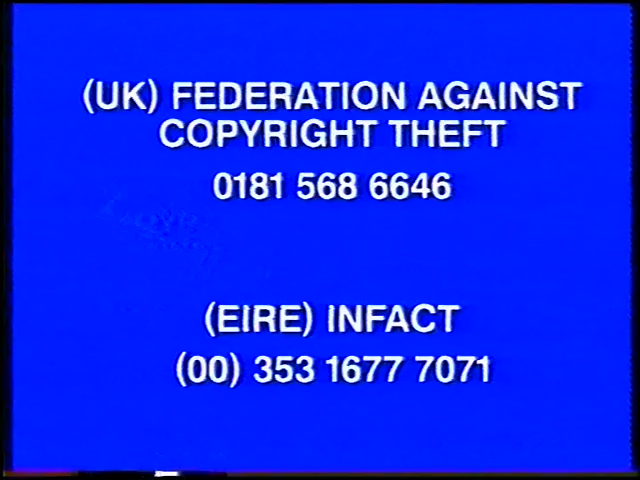 (UK) FEDERATION AGAINST
COPYRIGHT THEFT
0181 568 6646
(EIRE) INFACT
(00) 353 1677 7071